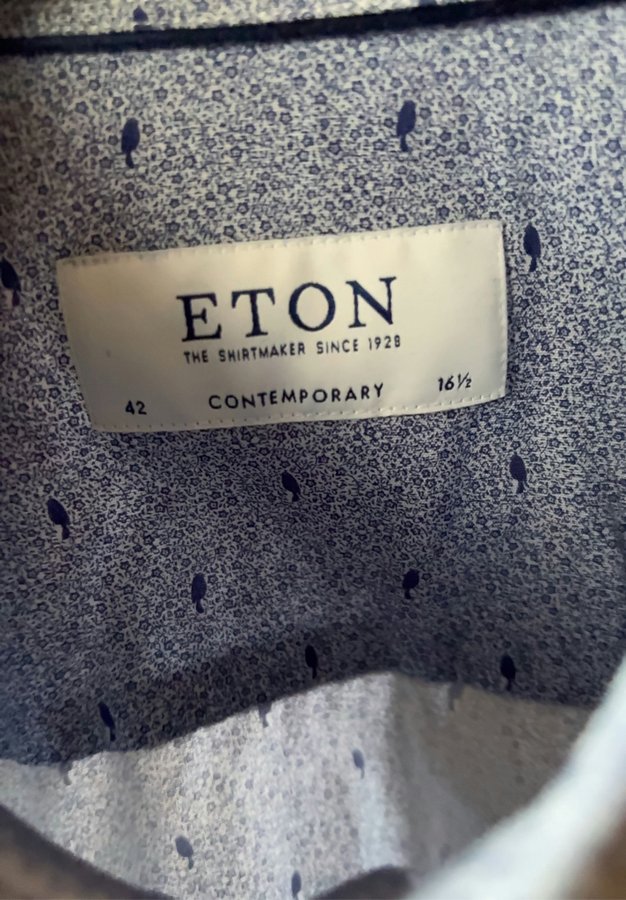 ETON
THE SHIRTMAKER SINCE 1928
42 CONTEMPORARY 16½